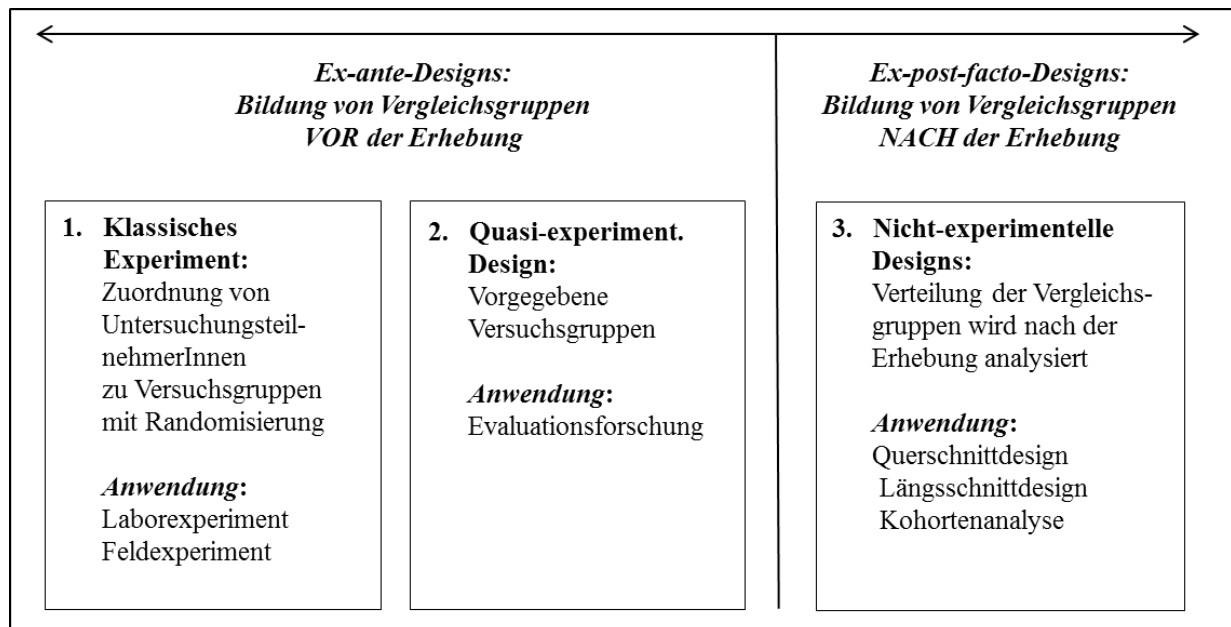 Ex-ante-Designs:
Bildung von Vergleichsgruppen
VOR der Erhebung
Ex-post-facto-Designs:
Bildung von Vergleichsgruppen
NACH der Erhebung
1. Klassisches
Experiment:
Zuordnung von
Untersuchungsteil-
nehmerInnen
zu Versuchsgruppen
mit Randomisierung
Anwendung:
Laborexperiment
Feldexperiment
2. Quasi-experiment.
Design:
Vorgegebene
Versuchsgruppen
Anwendung:
Evaluationsforschung
3. Nicht-experimentelle
Designs:
Verteilung der Vergleichs-
gruppen wird nach der
Erhebung analysiert
Anwendung:
Querschnittdesign
Längsschnittdesign
Kohortenanalyse